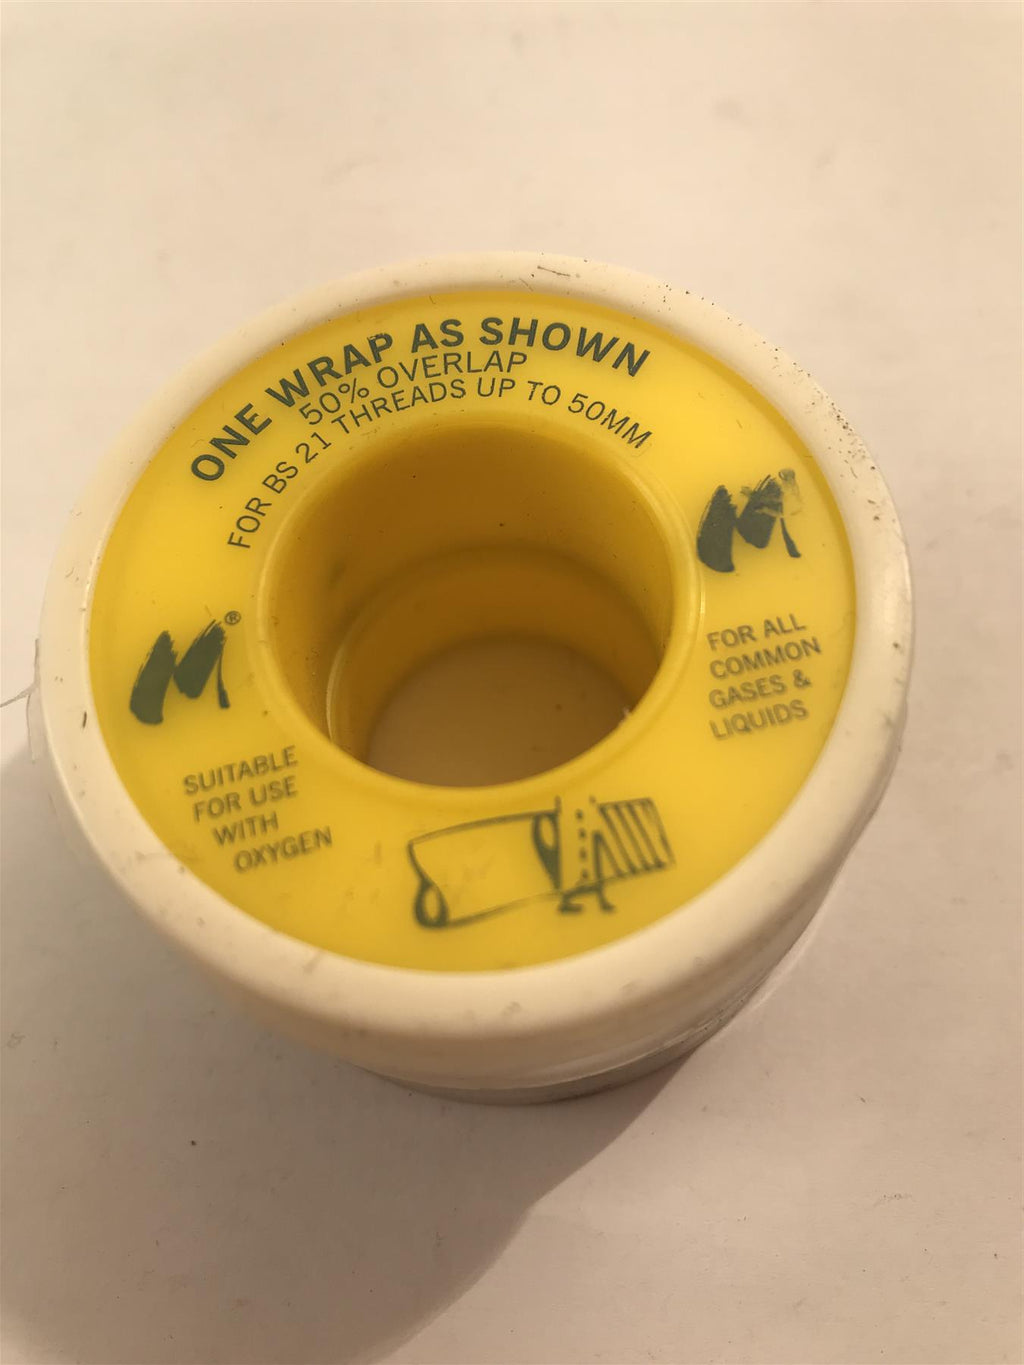 ONE WRAP AS SHOWN
50% OVERLAP
FOR BS 21 THREADS UP TO 50MM
M
FOR ALL
COMMON
GASES &
LIQUIDS
M®
SUITABLE
FOR USE
WITH
OXYGEN